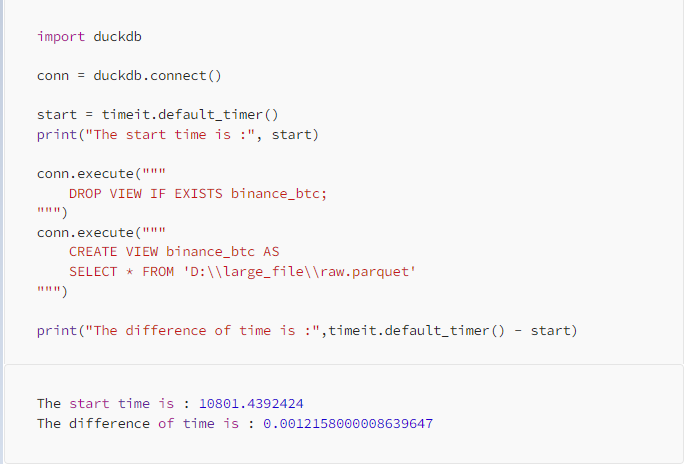 import duckdb
conn = duckdb.connect()
start = timeit.default_timer()
print("The start time is :", start)
conn.execute("""
    DROP VIEW IF EXISTS binance_btc;
""")
conn.execute("""
    CREATE VIEW binance_btc AS
    SELECT * FROM 'D:\\large_file\\raw.parquet'
""")
print("The difference of time is :",timeit.default_timer() - start)
The start time is : 10801.4392424
The difference of time is : 0.0012158000008639647